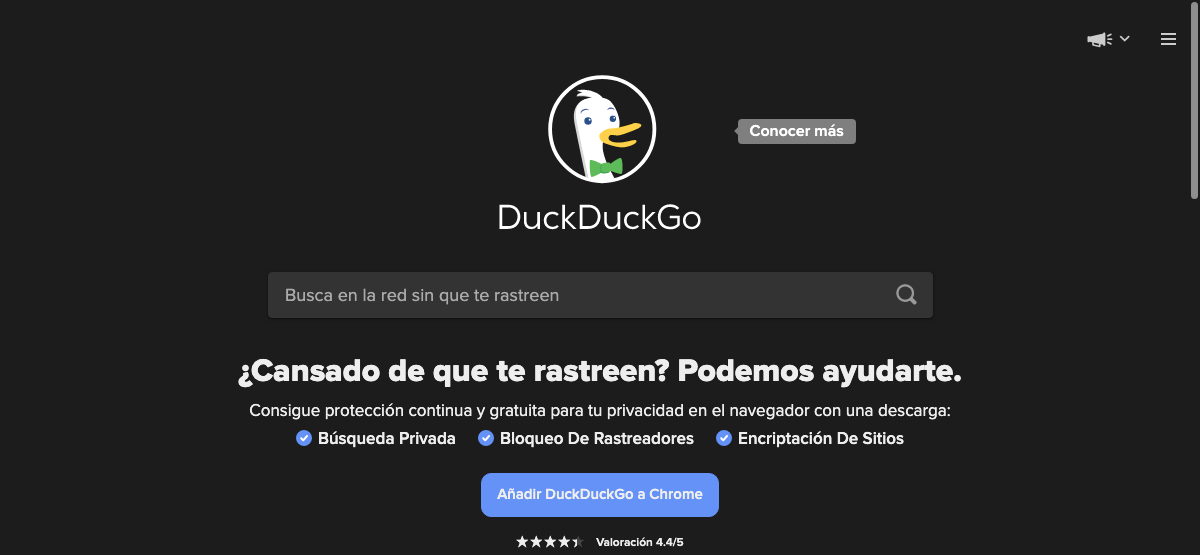 Conocer más
DuckDuckGo
Busca en la red sin que te rastreen
¿Cansado de que te rastreen? Podemos ayudarte.
Consigue protección continua y gratuita para tu privacidad en el navegador con una descarga:
Búsqueda Privada Bloqueo De Rastreadores Encriptación De Sitios
Añadir DuckDuckGo a Chrome
Valoración 4.4/5